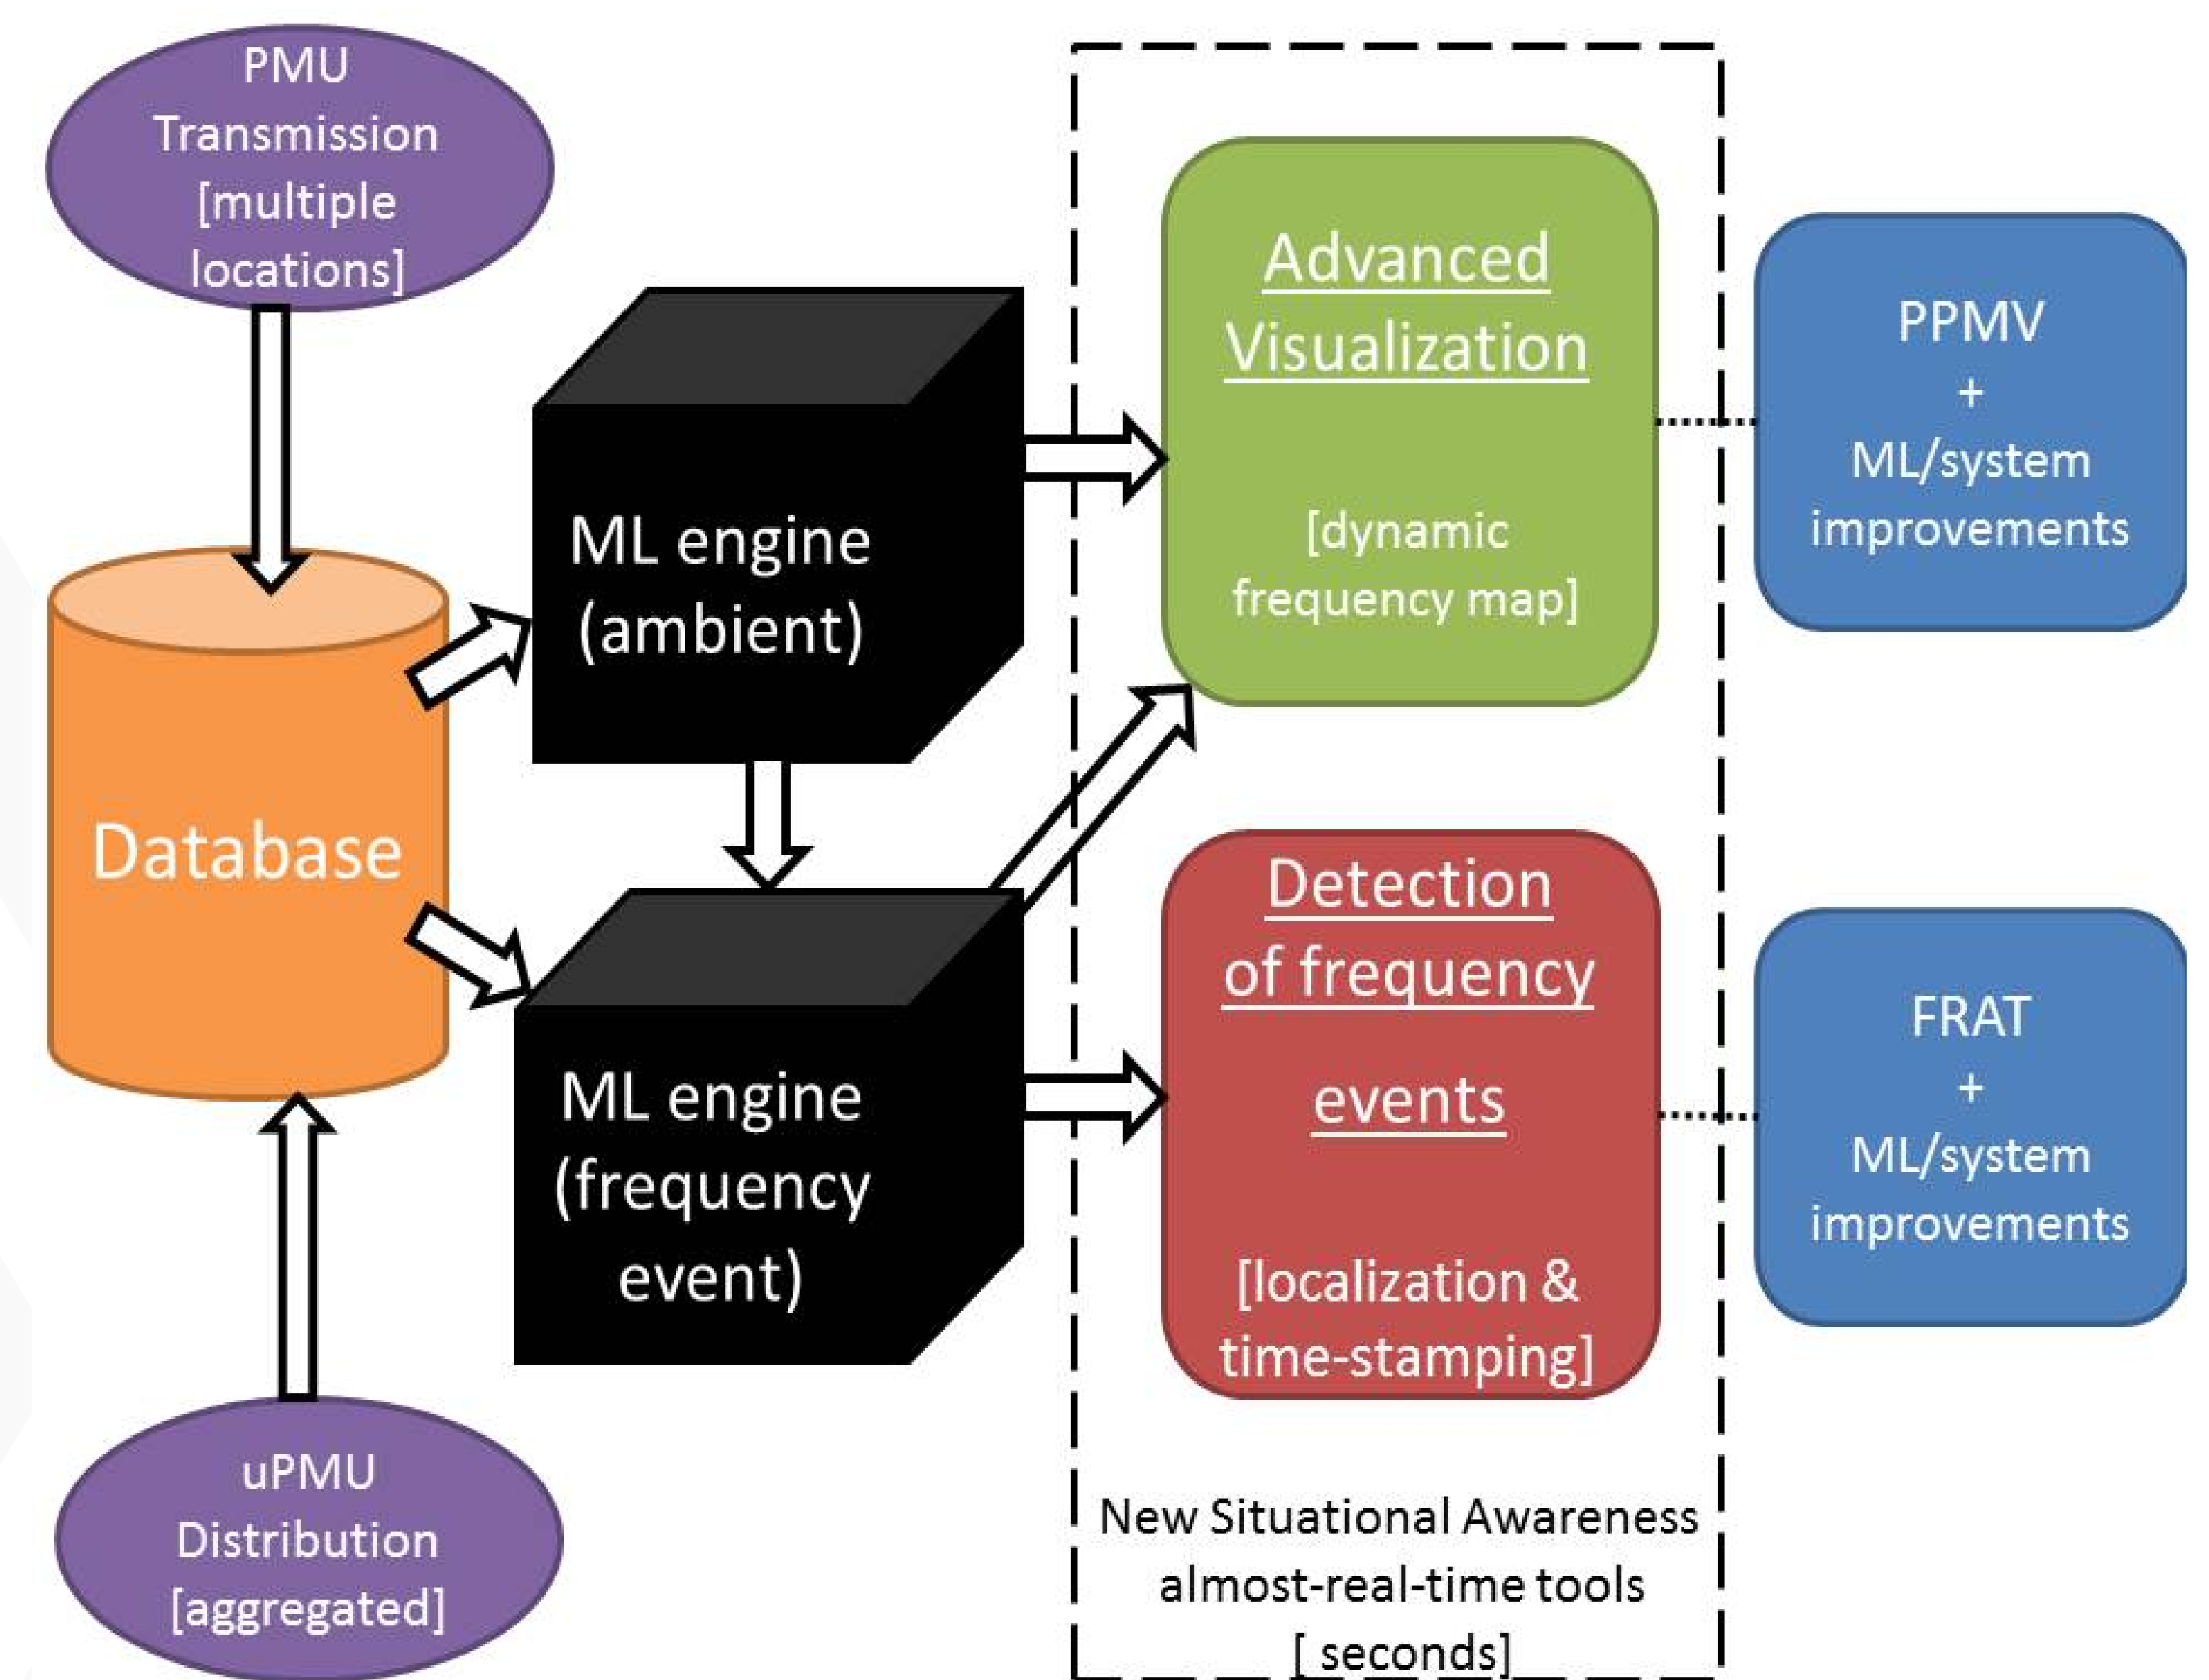 PMU
Transmission
[multiple
locations]
Database
uPMU
Distribution
[aggregated]
ML engine
(ambient)
ML engine
(frequency
event)
Advanced
Visualization
[dynamic
frequency map]
Detection
of frequency
events
[localization &
time-stamping]
New Situational Awareness
almost-real-time tools
[ seconds]
PPMV
+
ML/system
improvements
FRAT
+
ML/system
improvements